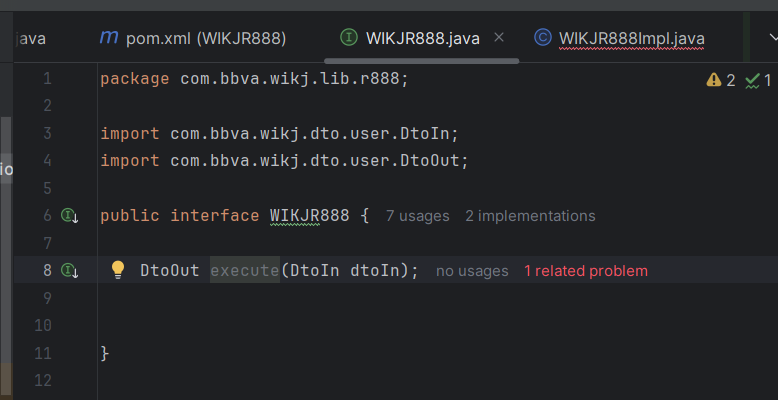 java
m pom.xml (WIKJR888)
WIKJR888.java
WIKJR888Impl.java
1 package com.bbva.wikj.lib.r888;
2 1
2
3 import com.bbva.wikj.dto.user.DtoIn;
4 import com.bbva.wikj.dto.user.DtoOut;
5
6 public interface WIKJR888 { 7 usages 2 implementations
7
8 DtoOut execute(DtoIn dtoIn); no usages 1 related problem
9
10
11 }
12